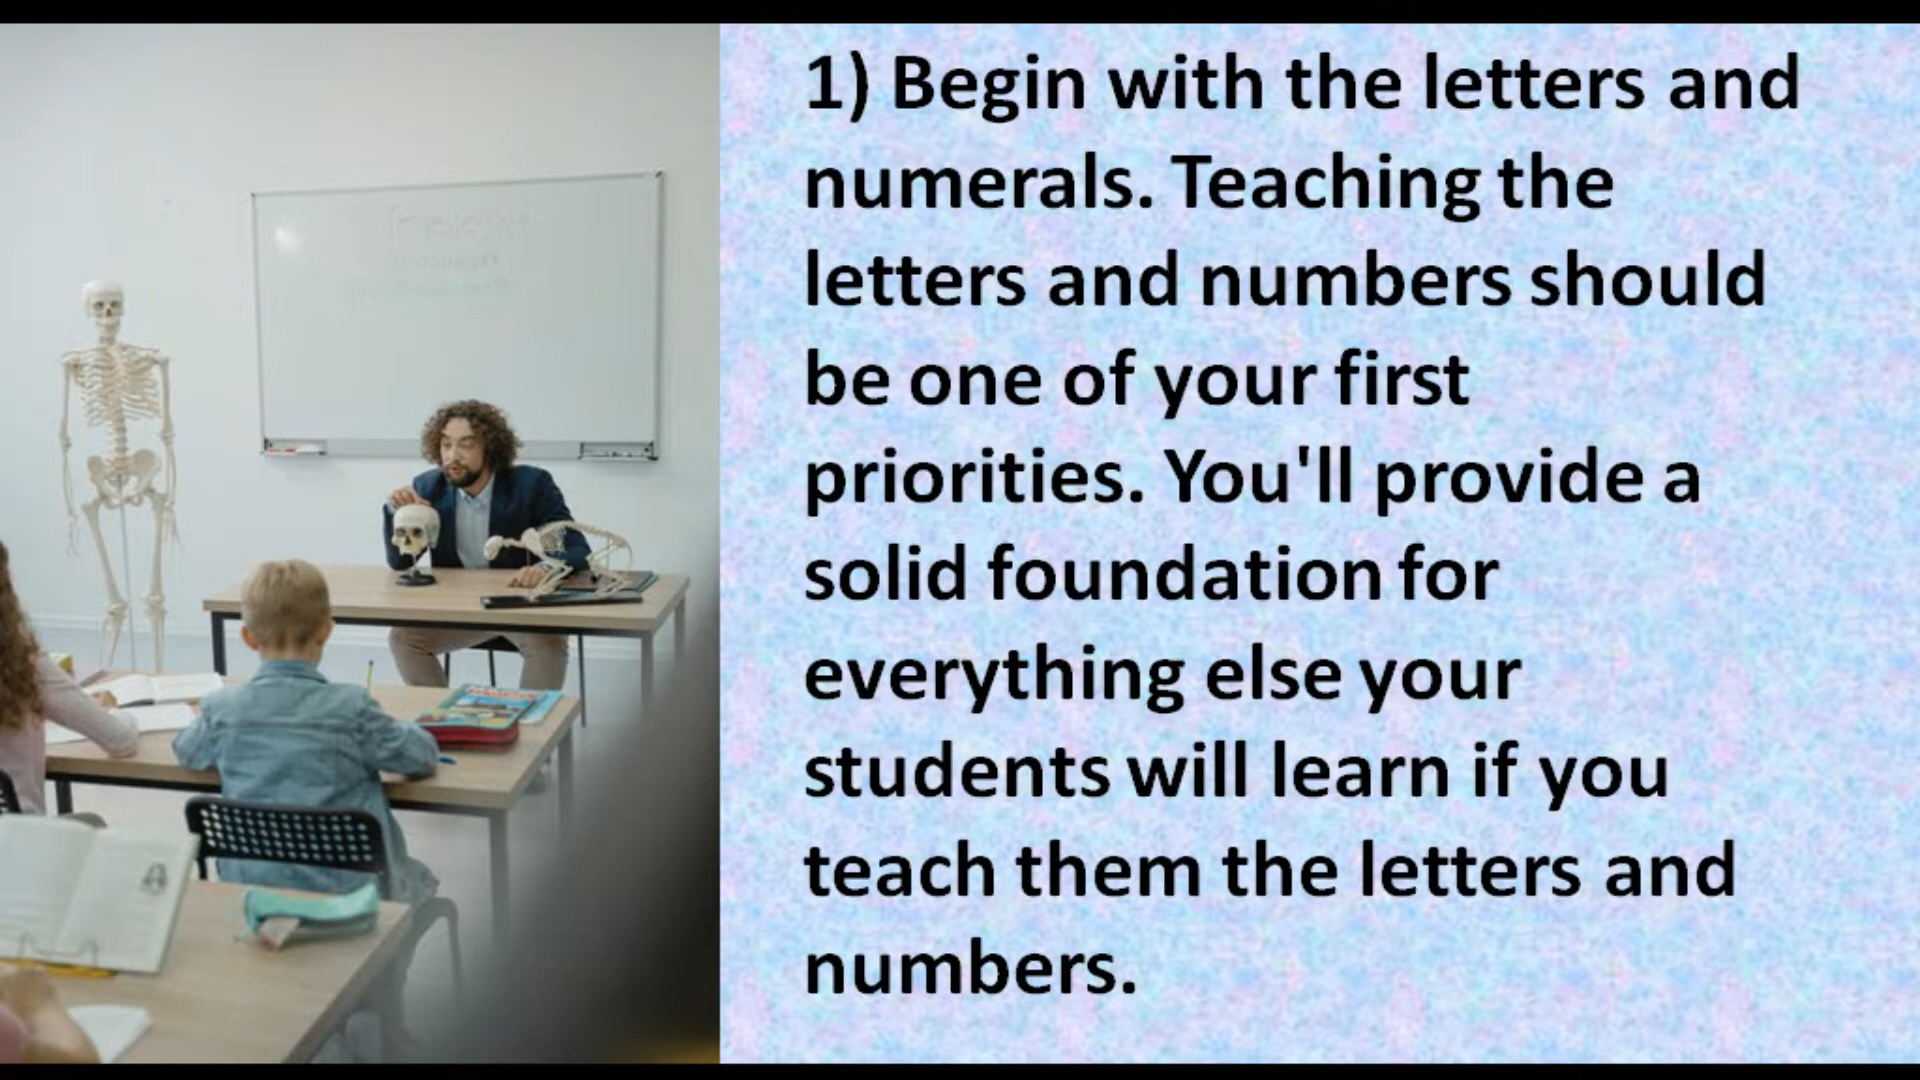 1) Begin with the letters and
numerals. Teaching the
letters and numbers should
be one of your first
priorities. You'll provide a
solid foundation for
everything else your
students will learn if you
teach them the letters and
numbers.